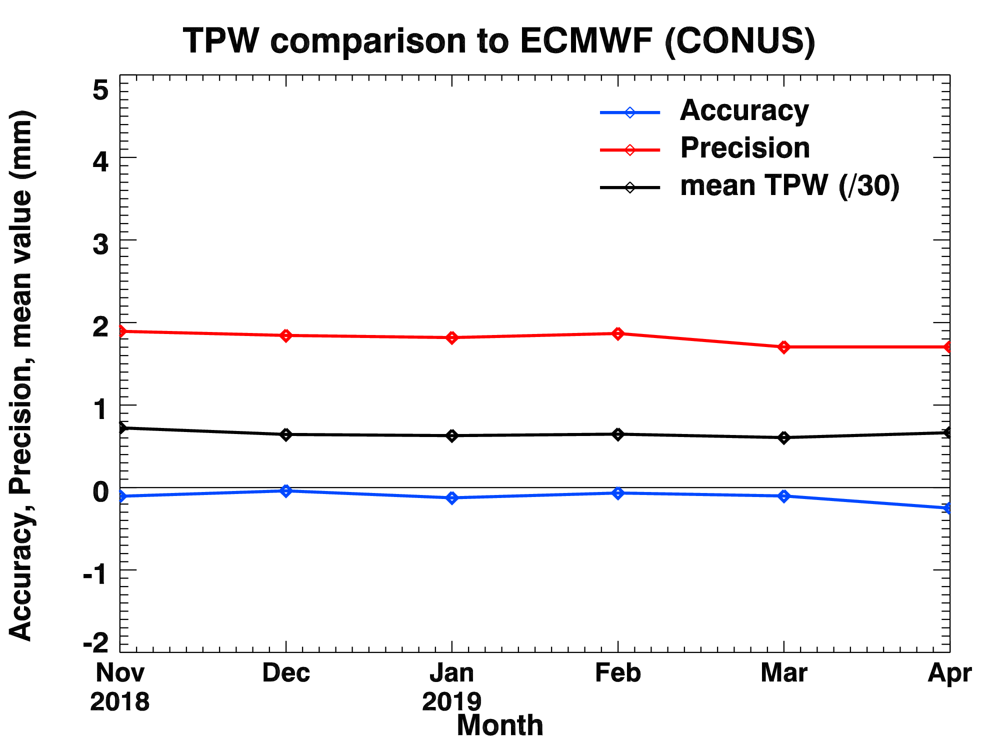 TPW comparison to ECMWF (CONUS)
Accuracy, Precision, mean value (mm)
5
4
3
2
1
0
-1
-2
Accuracy
Precision
mean TPW (/30)
Nov Dec Jan Feb Mar Apr
2018 2019
Month